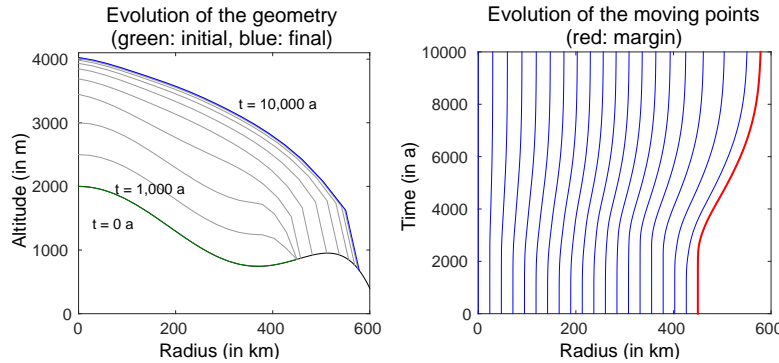 Evolution of the geometry
(green: initial, blue: final)
4000
3000
2000
1000
0
Altitude (in m)
t = 10,000 a
t = 1,000 a
t = 0 a
0
200
400
600
Radius (in km)
Evolution of the moving points
(red: margin)
10000
8000
6000
4000
2000
0
Time (in a)
0
200
400
600
Radius (in km)